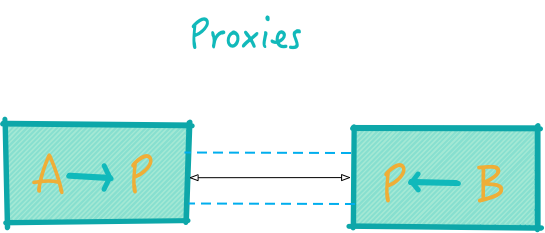 Proxies
A → P
P ← B